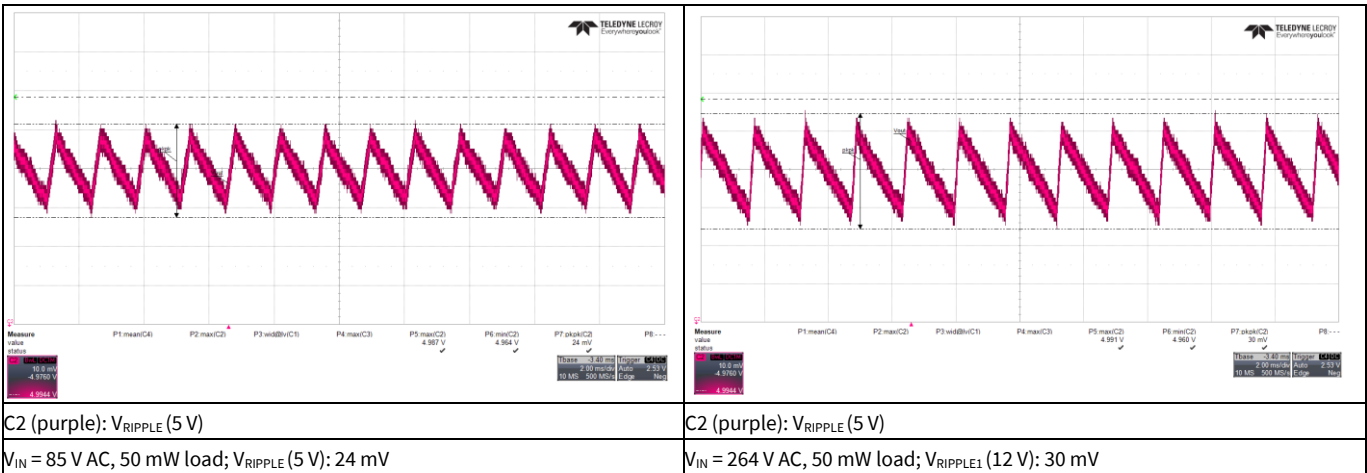 TELEDYNE LECROY
Everywhereyoulook
Measure P1:mean(C4) P2:max(C2) P3:wid@lv(C1) P4:max(C3) P5:max(C2) P6:min(C2) P7:pkpk(C2) P8:---
value 4.987 V 4.964 V 24 mV
status
10.0 mV
-4.9760 V
4.9944 V
Tbase -3.40 ms Trigger
2.00 ms/div Auto 2.53 V
10 MS 500 MS/s Edge Neg
TELEDYNE LECROY
Everywhereyoulook
Measure P1:mean(C4) P2:max(C2) P3:wid@lv(C1) P4:max(C3) P5:max(C2) P6:min(C2) P7:pkpk(C2) P8:---
value 4.991 V 4.960 V 30 mV
status
10.0 mV
-4.9760 V
4.9944 V
Tbase -3.40 ms Trigger
2.00 ms/div Auto 2.53 V
10 MS 500 MS/s Edge Neg
C2 (purple): VRIPPLE (5 V)
C2 (purple): VRIPPLE (5 V)
VIN = 85 V AC, 50 mW load; VRIPPLE (5 V): 24 mV
VIN = 264 V AC, 50 mW load; VRIPPLE1 (12 V): 30 mV